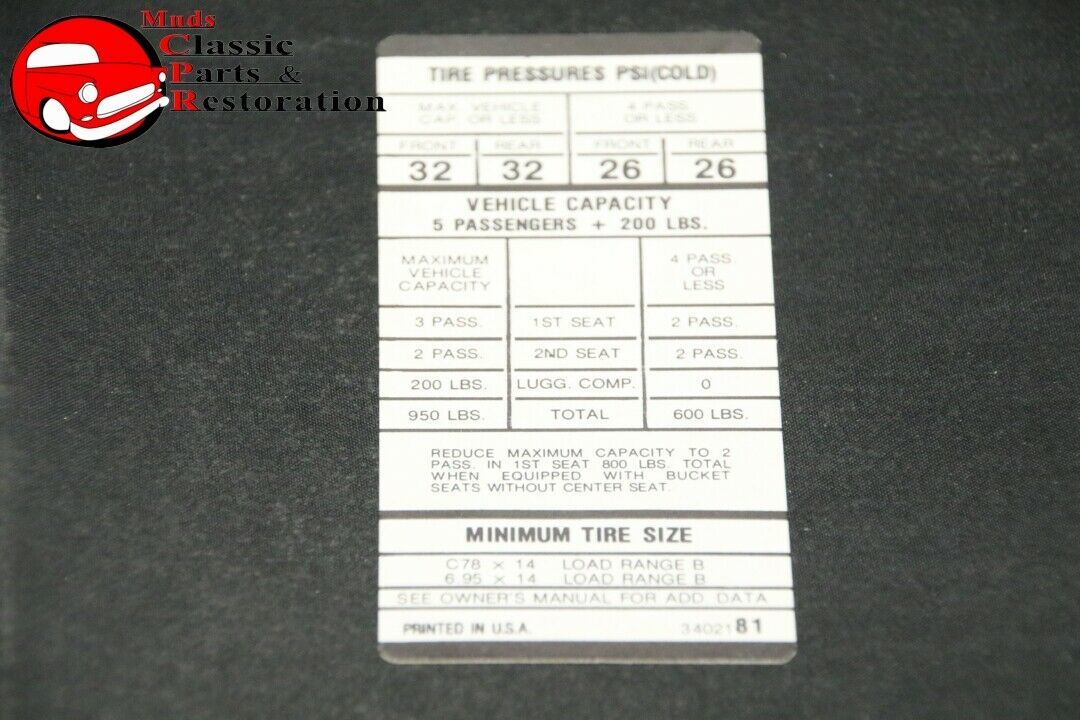 Muds
Classic
Parts &
Restoration
TIRE PRESSURES PSI(COLD)
MAX. VEHICLE CAP. OR LESS 4 PASS. OR LESS
FRONT REAR FRONT REAR
32 32 26 26
VEHICLE CAPACITY
5 PASSENGERS + 200 LBS.
MAXIMUM VEHICLE CAPACITY 4 PASS. OR LESS
3 PASS. 1ST SEAT 2 PASS.
2 PASS. 2ND SEAT 2 PASS.
200 LBS. LUGG. COMP. 0
950 LBS. TOTAL 600 LBS.
REDUCE MAXIMUM CAPACITY TO 2
PASS. IN 1ST SEAT 800 LBS. TOTAL
WHEN EQUIPPED WITH BUCKET
SEATS WITHOUT CENTER SEAT.
MINIMUM TIRE SIZE
C78 x 14 LOAD RANGE B
6.95 x 14 LOAD RANGE B
SEE OWNER'S MANUAL FOR ADD. DATA
PRINTED IN U.S.A. 3402181